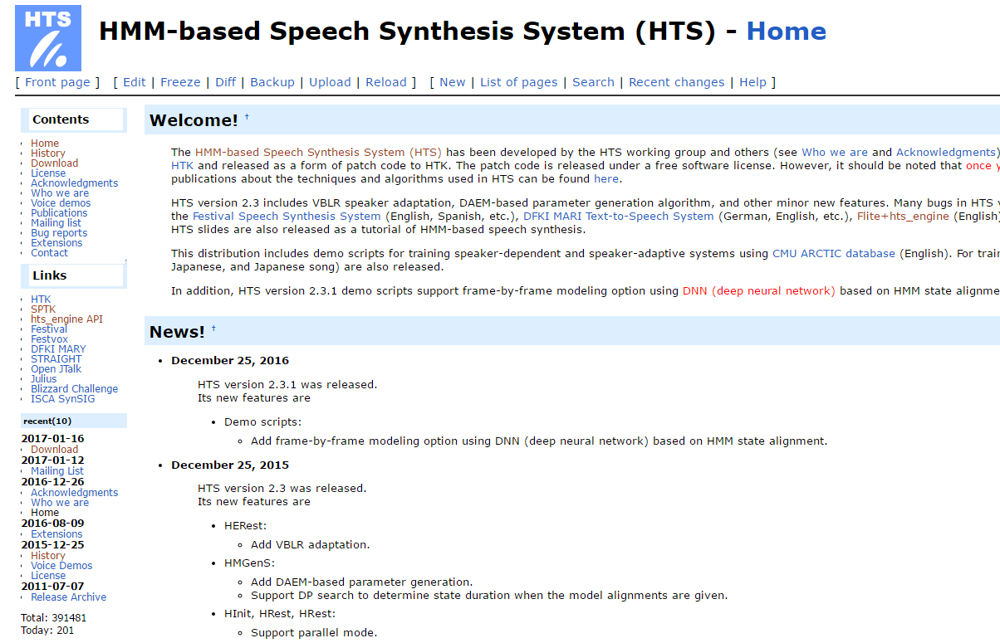 HTS
HMM-based Speech Synthesis System (HTS) - Home
[ Front page ] [ Edit | Freeze | Diff | Backup | Upload | Reload ] [ New | List of pages | Search | Recent changes | Help ]
Contents
Home
History
Download
License
Acknowledgments
Who we are
Voice demos
Publications
Mailing list
Bug reports
Extensions
Contact
↑
Links
HTK
SPTK
hts_engine API
Festival
Festvox
DFKI MARY
STRAIGHT
Open JTalk
Julius
Blizzard Challenge
ISCA SynSIG
recent(10)
2017-01-16
Download
2017-01-12
Mailing List
2016-12-26
Acknowledgments
Who we are
Home
2016-08-09
Extensions
2015-12-25
History
Voice Demos
License
2011-07-07
Release Archive
Total: 391481
Today: 201
Welcome! †
The HMM-based Speech Synthesis System (HTS) has been developed by the HTS working group and others (see Who we are and Acknowledgments)
HTK and released as a form of patch code to HTK. The patch code is released under a free software license. However, it should be noted that once
publications about the techniques and algorithms used in HTS can be found here.
HTS version 2.3 includes VBLR speaker adaptation, DAEM-based parameter generation algorithm, and other minor new features. Many bugs in HTS
the Festival Speech Synthesis System (English, Spanish, etc.), DFKI MARI Text-to-Speech System (German, English, etc.), Flite+hts_engine (English)
HTS slides are also released as a tutorial of HMM-based speech synthesis.
This distribution includes demo scripts for training speaker-dependent and speaker-adaptive systems using CMU ARCTIC database (English). For
Japanese, and Japanese song) are also released.
In addition, HTS version 2.3.1 demo scripts support frame-by-frame modeling option using DNN (deep neural network) based on HMM state
News! †
December 25, 2016
HTS version 2.3.1 was released.
Its new features are
Demo scripts:
Add frame-by-frame modeling option using DNN (deep neural network) based on HMM state alignment.
December 25, 2015
HTS version 2.3 was released.
Its new features are
HERest:
Add VBLR adaptation.
HMGenS:
Add DAEM-based parameter generation.
Support DP search to determine state duration when the model alignments are given.
HInit, HRest, HRest:
Support parallel mode.